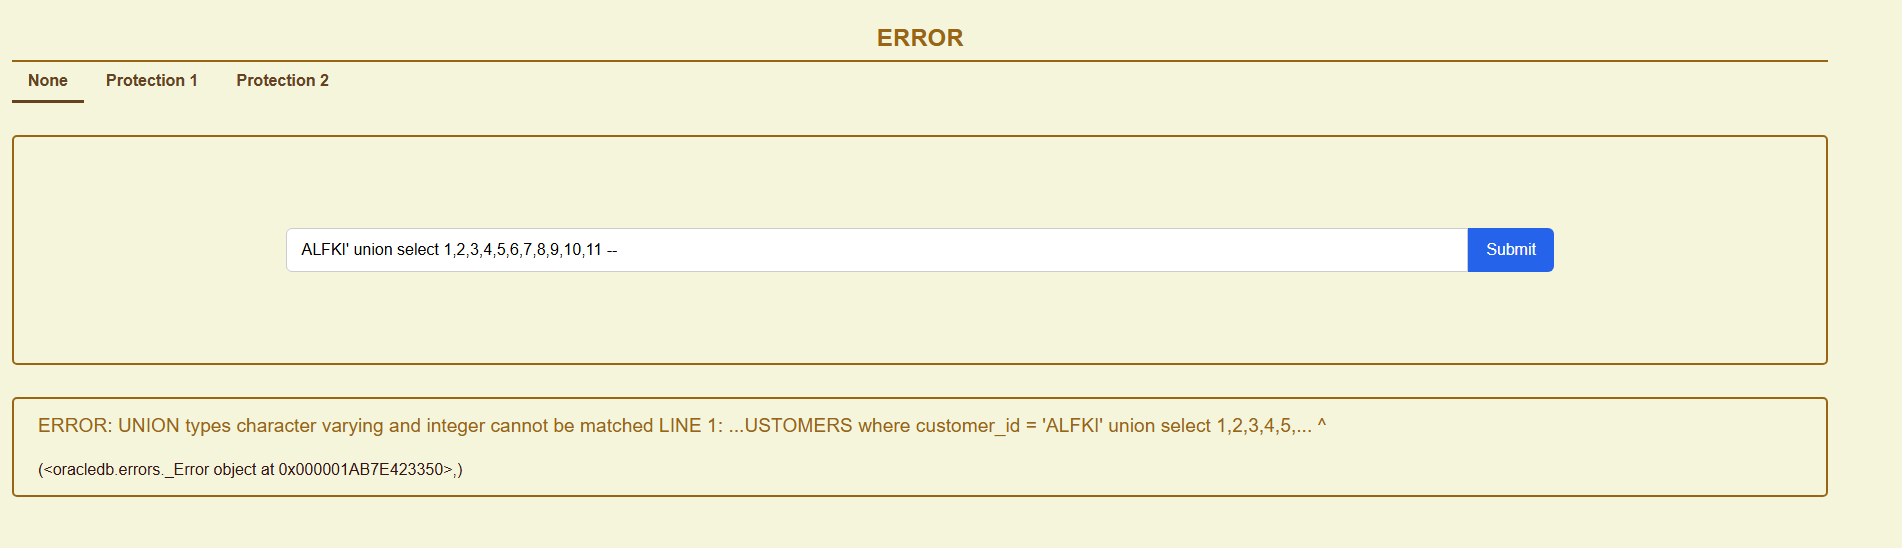 ERROR
None Protection 1 Protection 2
ALFKI' union select 1,2,3,4,5,6,7,8,9,10,11 --
Submit
ERROR: UNION types character varying and integer cannot be matched LINE 1: ...USTOMERS where customer_id = 'ALFKI' union select 1,2,3,4,5,... ^
(<oracledb.errors._Error object at 0x000001AB7E423350>,)